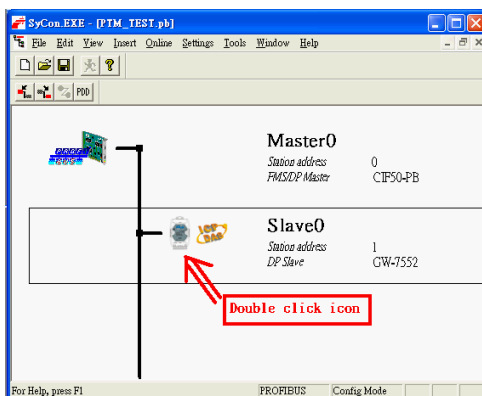 SyCon.EXE - [PTM_TEST.pb]
File Edit View Insert Online Settings Tools Window Help
PDD
Master0
Station address 0
FMS/DP Master CIF50-PB
ICP
DAS
Slave0
Station address 1
DP Slave GW-7552
Double click icon
For Help, press F1 PROFIBUS Config Mode